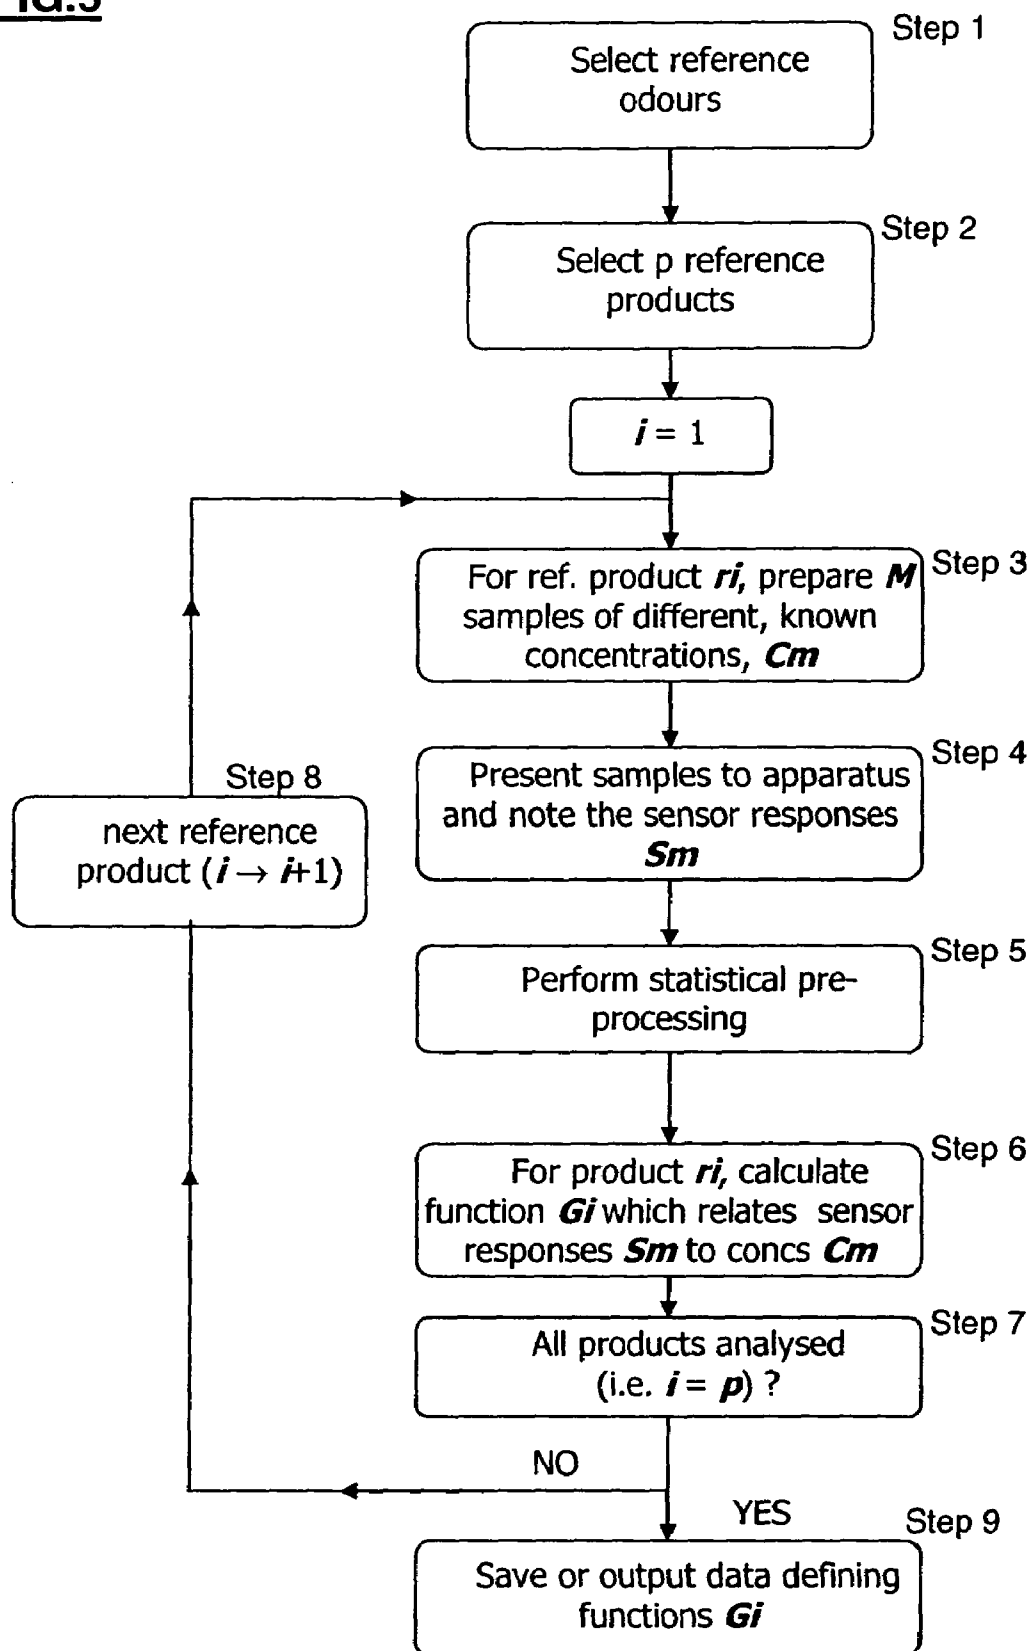 Step 1
Select reference
odours
Step 2
Select p reference
products
i = 1
Step 3
For ref. product ri, prepare M
samples of different, known
concentrations, Cm
Step 4
Present samples to apparatus
and note the sensor responses
Sm
Step 8
next reference
product (i → i+1)
Step 5
Perform statistical pre-
processing
Step 6
For product ri, calculate
function Gi which relates sensor
responses Sm to concs Cm
Step 7
All products analysed
(i.e. i = p) ?
NO
YES
Step 9
Save or output data defining
functions Gi